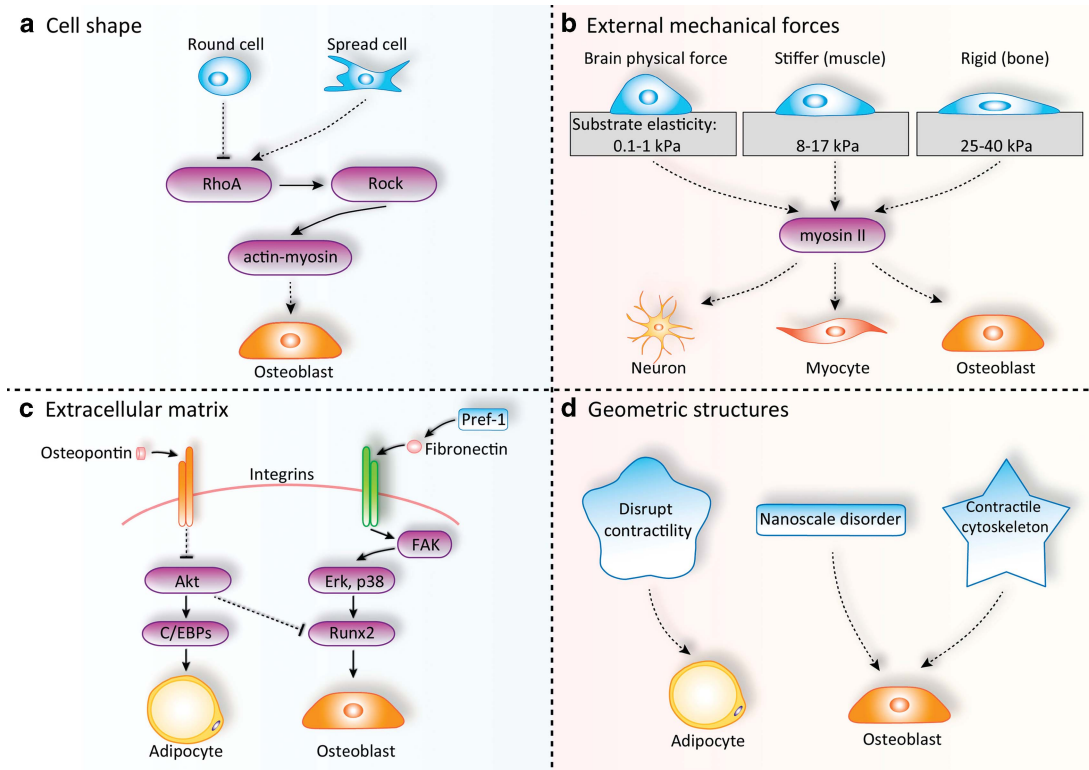 a Cell shape
Round cell
Spread cell
RhoA
Rock
actin-myosin
Osteoblast
b External mechanical forces
Brain physical force
Stiffer (muscle)
Rigid (bone)
Substrate elasticity:
0.1-1 kPa
8-17 kPa
25-40 kPa
myosin II
Neuron
Myocyte
Osteoblast
c Extracellular matrix
Pref-1
Osteopontin
Fibronectin
Integrins
FAK
Akt
Erk, p38
C/EBPs
Runx2
Adipocyte
Osteoblast
d Geometric structures
Disrupt
contractility
Nanoscale disorder
Contractile
cytoskeleton
Adipocyte
Osteoblast